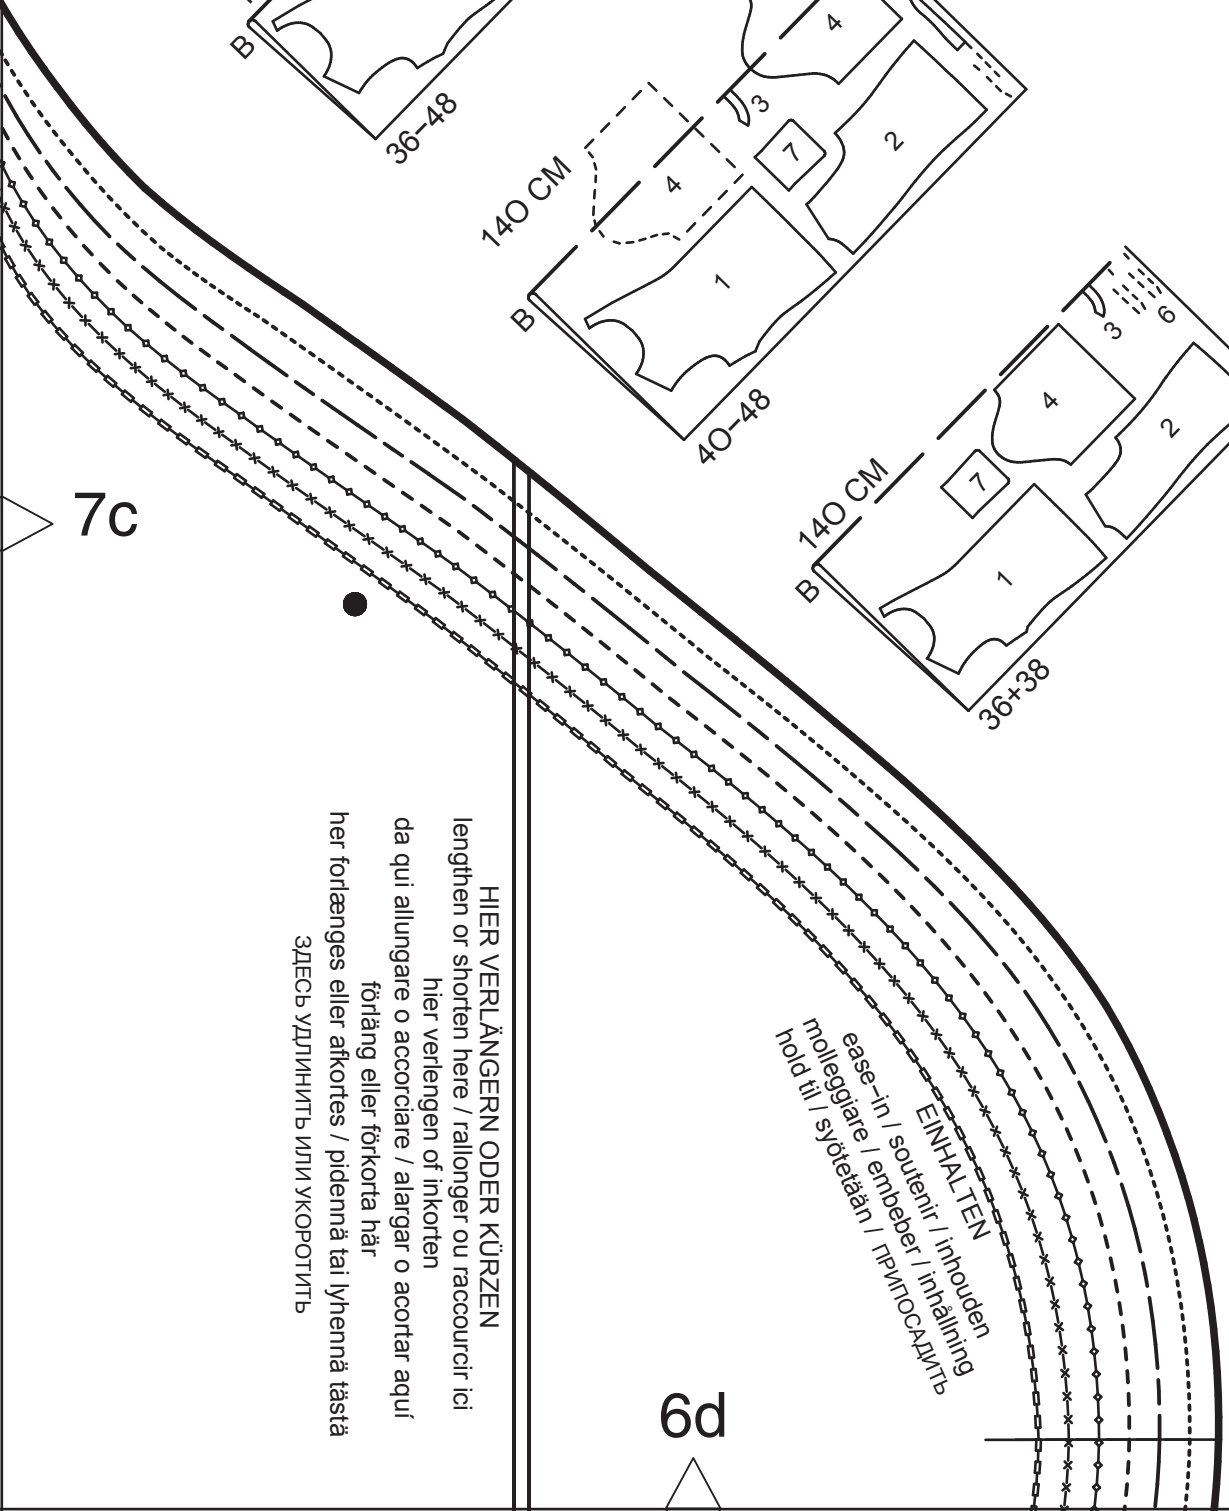 B
36–48
4
3
2
7
140 CM
4
1
B
40–48
3
6
4
2
7
140 CM
1
B
36+38
7c
HIER VERLÄNGERN ODER KÜRZEN
lengthen or shorten here / rallonger ou raccourcir ici
hier verlengen of inkorten
da qui allungare o accorciare / alargar o acortar aquí
förläng eller förkorta här
her forlænges eller afkortes / pidennä tai lyhennä tästä
ЗДЕСЬ УДЛИНИТЬ ИЛИ УКОРОТИТЬ
EINHALTEN
ease–in / soutenir / inhouden
molleggiare / embeber / inhållning
hold til / syötetään / ПРИПОСАДИТЬ
6d